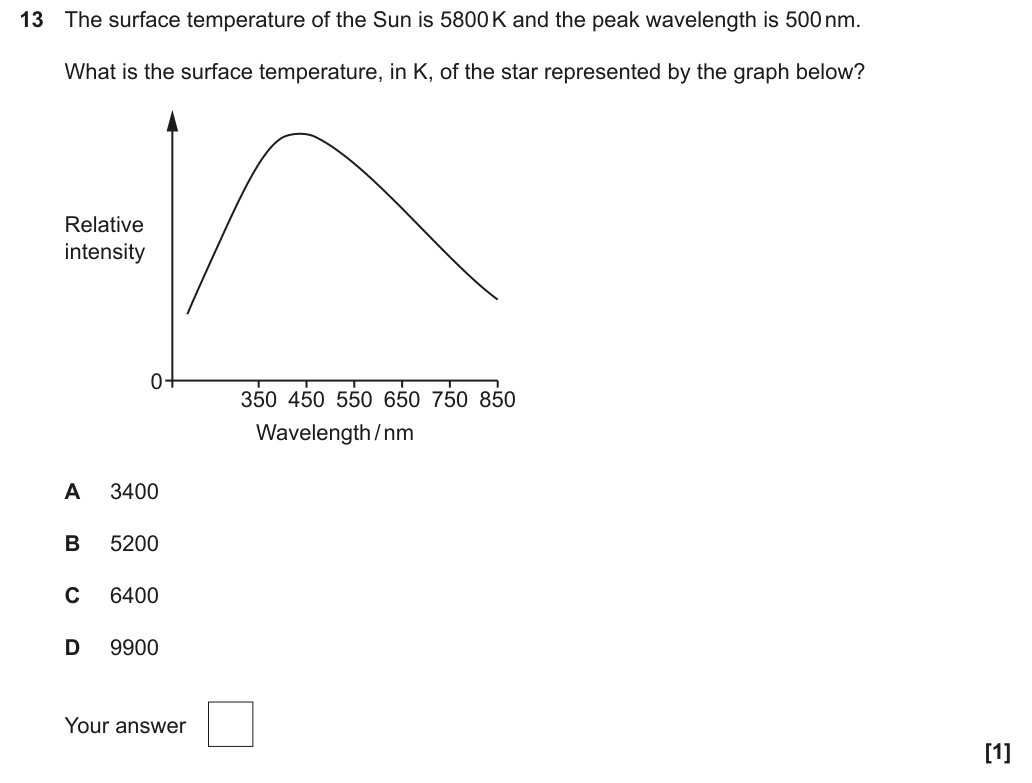 13 The surface temperature of the Sun is 5800 K and the peak wavelength is 500 nm.
What is the surface temperature, in K, of the star represented by the graph below?
Relative
intensity
0
350 450 550 650 750 850
Wavelength / nm
A 3400
B 5200
C 6400
D 9900
Your answer
[1]